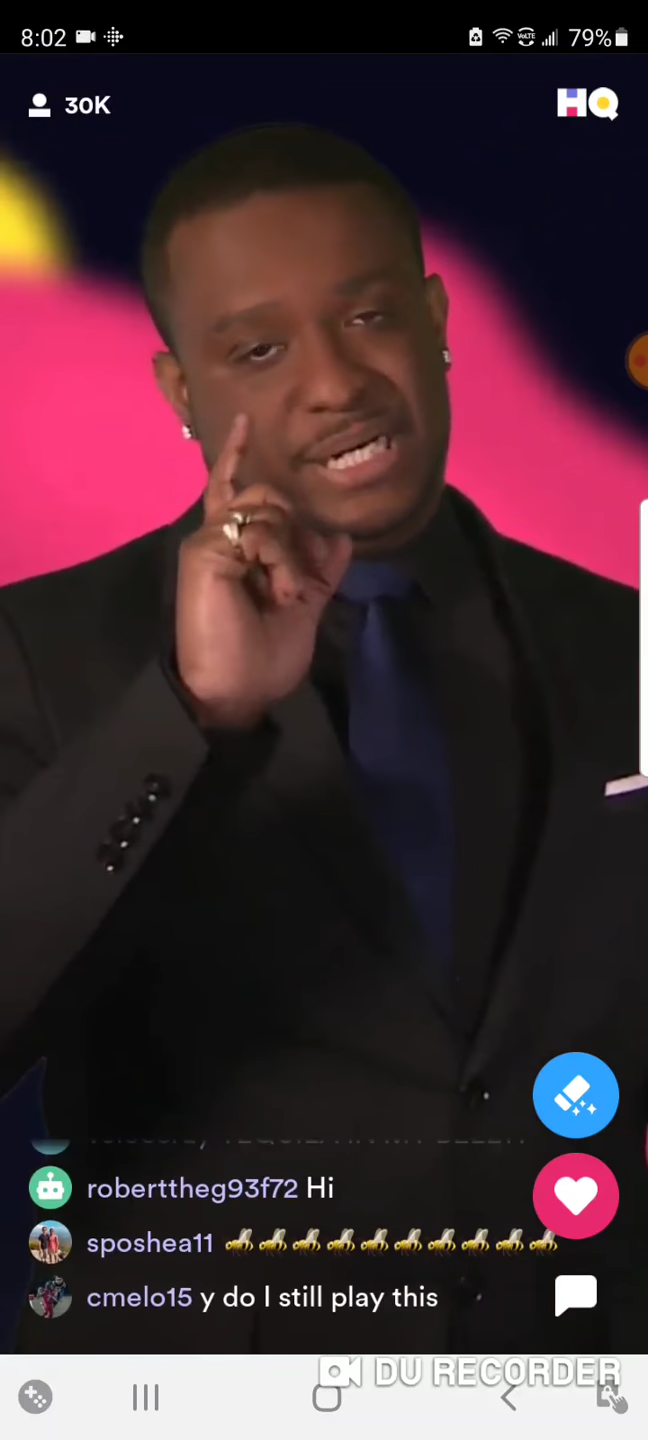 8:02 79%
30K HQ
roberttheg93f72 Hi
sposhea11 🐝🐝🐝🐝🐝🐝🐝🐝🐝🐝
cmelo15 y do I still play this
DU RECORDER